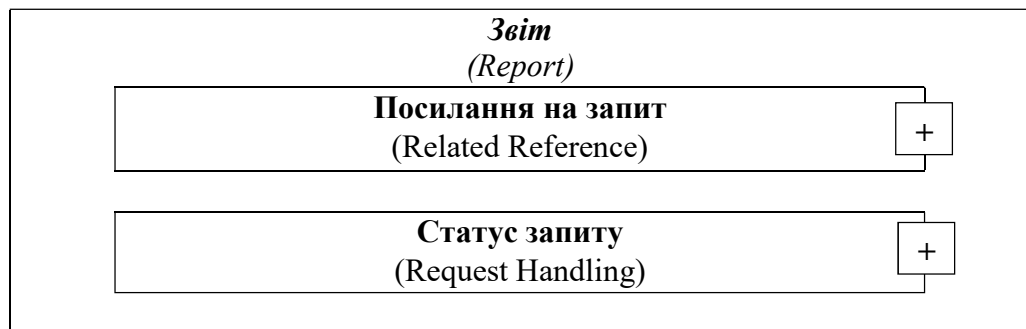 Звіт
(Report)
Посилання на запит
(Related Reference)
+
Статус запиту
(Request Handling)
+